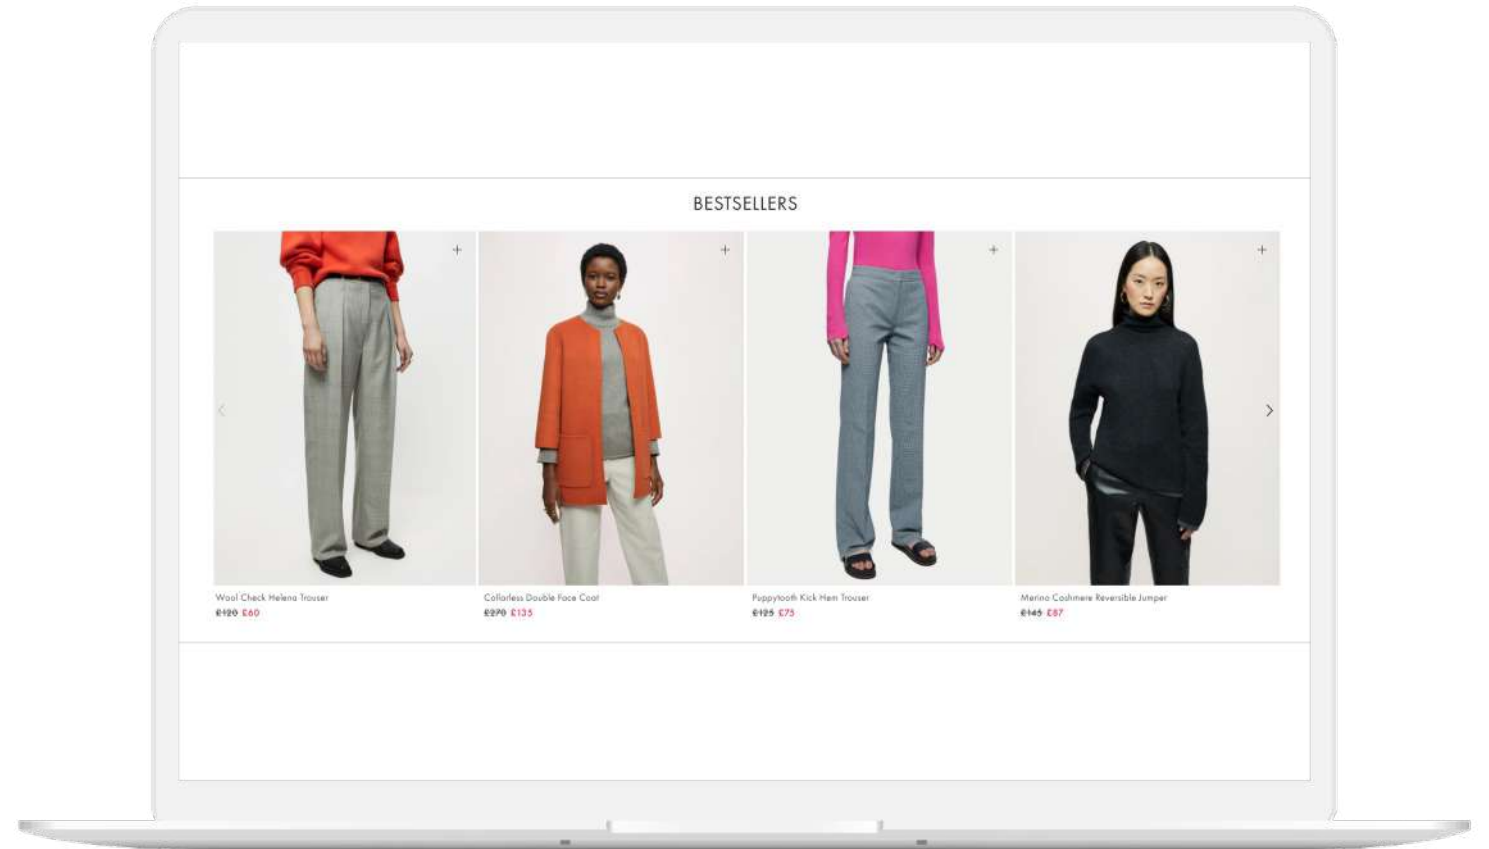 BESTSELLERS
Wool Check Helena Trouser
£120 £60
Collarless Double Face Coat
£270 £135
Puppytooth Kick Hem Trouser
£125 £75
Merino Cashmere Reversible Jumper
£145 £87